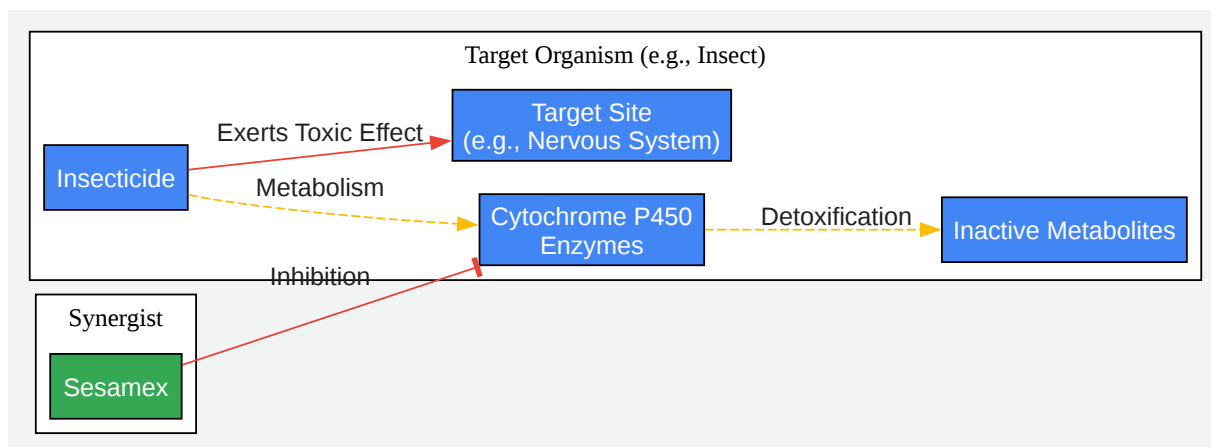 Target Organism (e.g., Insect)
Target Site
(e.g., Nervous System)
Exerts Toxic Effect
Insecticide
Metabolism
Cytochrome P450
Enzymes
Detoxification
Inactive Metabolites
Inhibition
Synergist
Sesamex